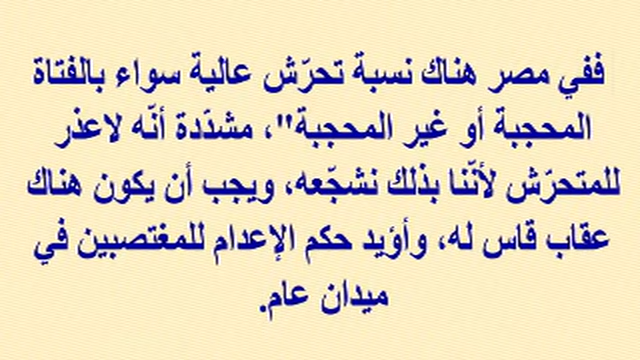 ففي مصر هناك نسبة تحرّش عالية سواء بالفتاة
المحجبة أو غير المحجبة"، مشدّدة أنّه لاعذر
للمتحرّش لأنّنا بذلك نشجّعه، ويجب أن يكون هناك
عقاب قاس له، وأؤيد حكم الإعدام للمغتصبين في
ميدان عام.